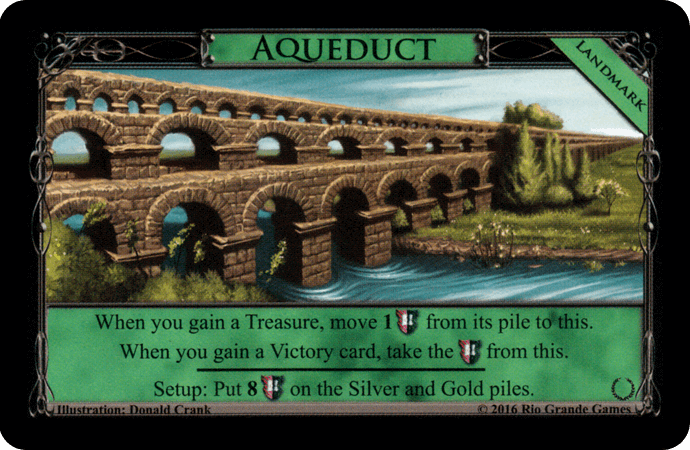 AQUEDUCT
LANDMARK
When you gain a Treasure, move 1 from its pile to this.
When you gain a Victory card, take the from this.
Setup: Put 8 on the Silver and Gold piles.
Illustration: Donald Crank
© 2016 Rio Grande Games